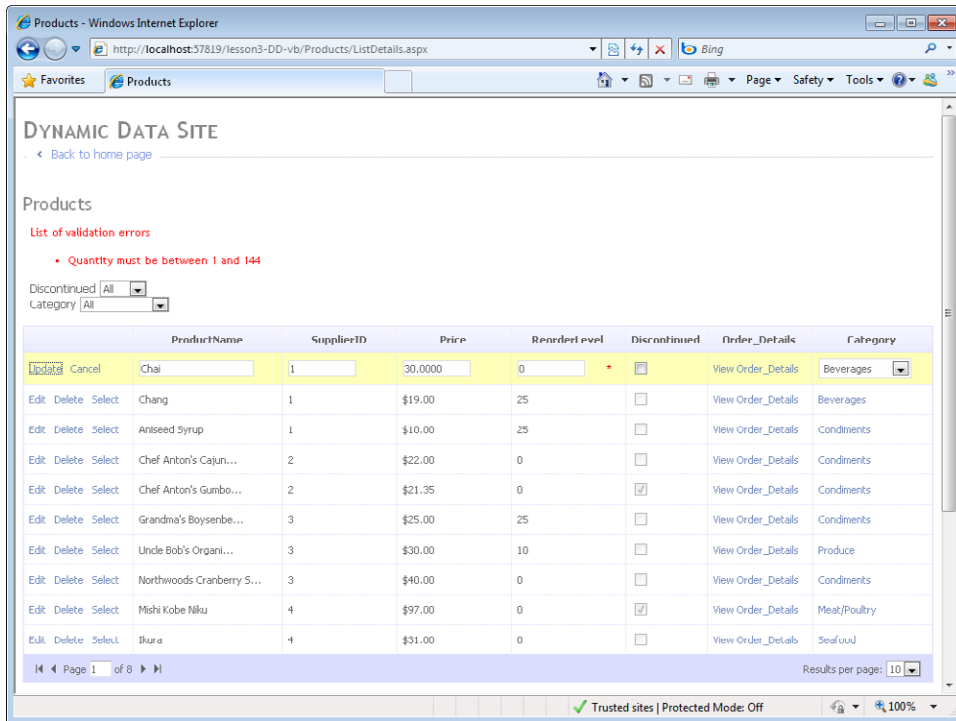 Products - Windows Internet Explorer
http://localhost:57819/lesson3-DD-vb/Products/ListDetails.aspx Bing
Favorites Products Page Safety Tools
DYNAMIC DATA SITE
Back to home page
Products
List of validation errors
• Quantity must be between 1 and 144
Discontinued All
Category All
ProductName SupplierID Price ReorderLevel Discontinued Order_Details Category
Update Cancel Chai 1 30.0000 0 * View Order_Details Beverages
Edit Delete Select Chang 1 $19.00 25 View Order_Details Beverages
Edit Delete Select Aniseed Syrup 1 $10.00 25 View Order_Details Condiments
Edit Delete Select Chef Anton's Cajun... 2 $22.00 0 View Order_Details Condiments
Edit Delete Select Chef Anton's Gumbo... 2 $21.35 0 View Order_Details Condiments
Edit Delete Select Grandma's Boysenbe... 3 $25.00 25 View Order_Details Condiments
Edit Delete Select Uncle Bob's Organi... 3 $30.00 10 View Order_Details Produce
Edit Delete Select Northwoods Cranberry S... 3 $40.00 0 View Order_Details Condiments
Edit Delete Select Mishi Kobe Niku 4 $97.00 0 View Order_Details Meat/Poultry
Edit Delete Select Ikura 4 $31.00 0 View Order_Details Seafood
Page 1 of 8 Results per page: 10
Trusted sites | Protected Mode: Off 100%